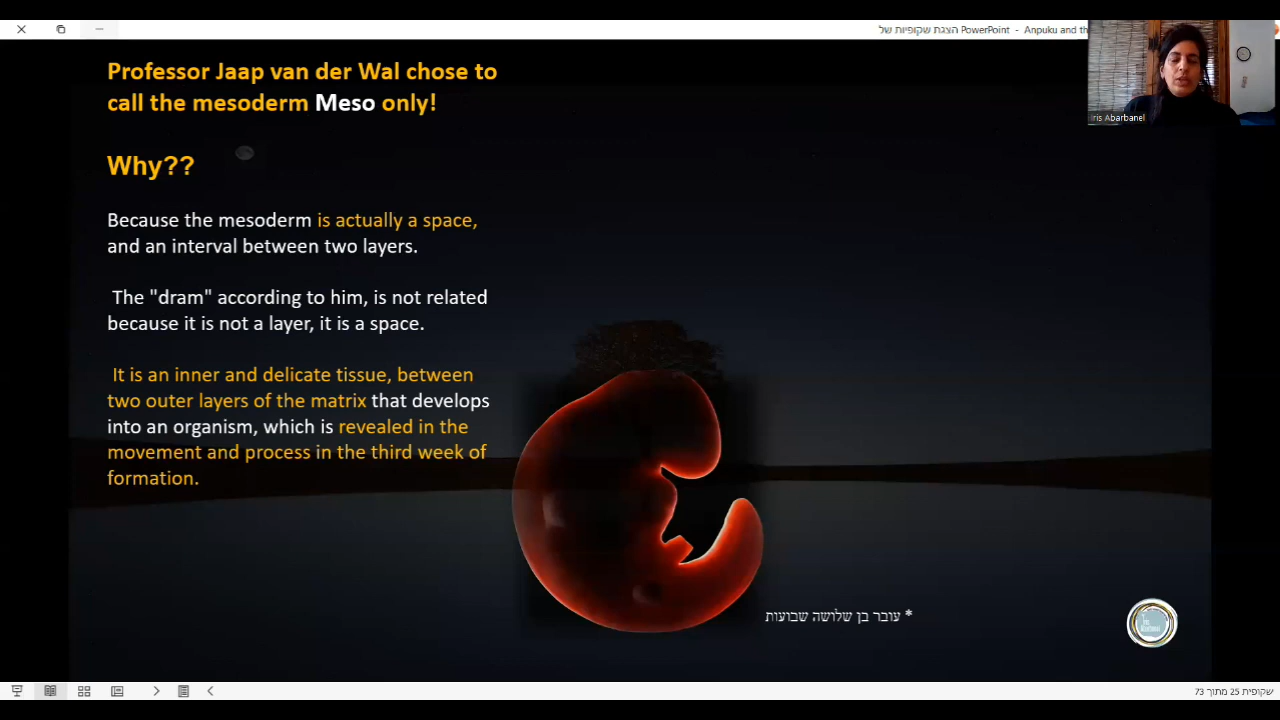 הצגת שקופיות של PowerPoint - Anpuku and th
Iris Abarbanel
Professor Jaap van der Wal chose to
call the mesoderm Meso only!
Why??
Because the mesoderm is actually a space,
and an interval between two layers.
The "dram" according to him, is not related
because it is not a layer, it is a space.
It is an inner and delicate tissue, between
two outer layers of the matrix that develops
into an organism, which is revealed in the
movement and process in the third week of
formation.
* עובר בן שלושה שבועות
שקופית 25 מתוך 73